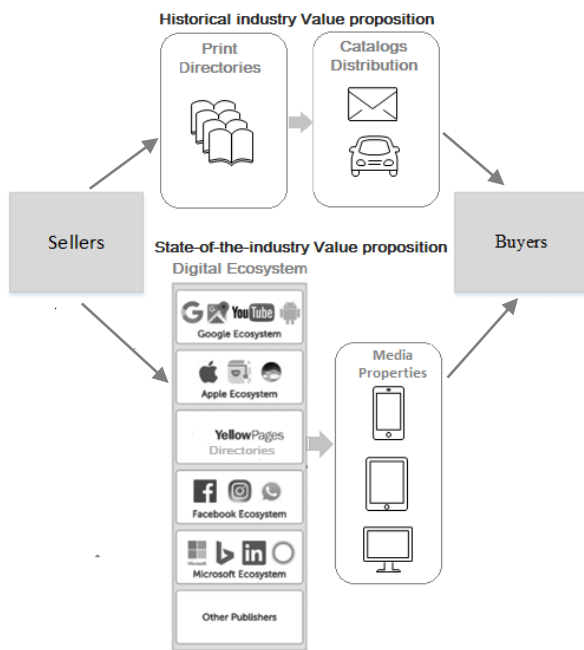 Historical industry Value proposition
Print
Directories
Catalogs
Distribution
Sellers
Buyers
State-of-the-industry Value proposition
Digital Ecosystem
YouTube
Google Ecosystem
Apple Ecosystem
YellowPages
Directories
Facebook Ecosystem
in
Microsoft Ecosystem
Other Publishers
Media
Properties